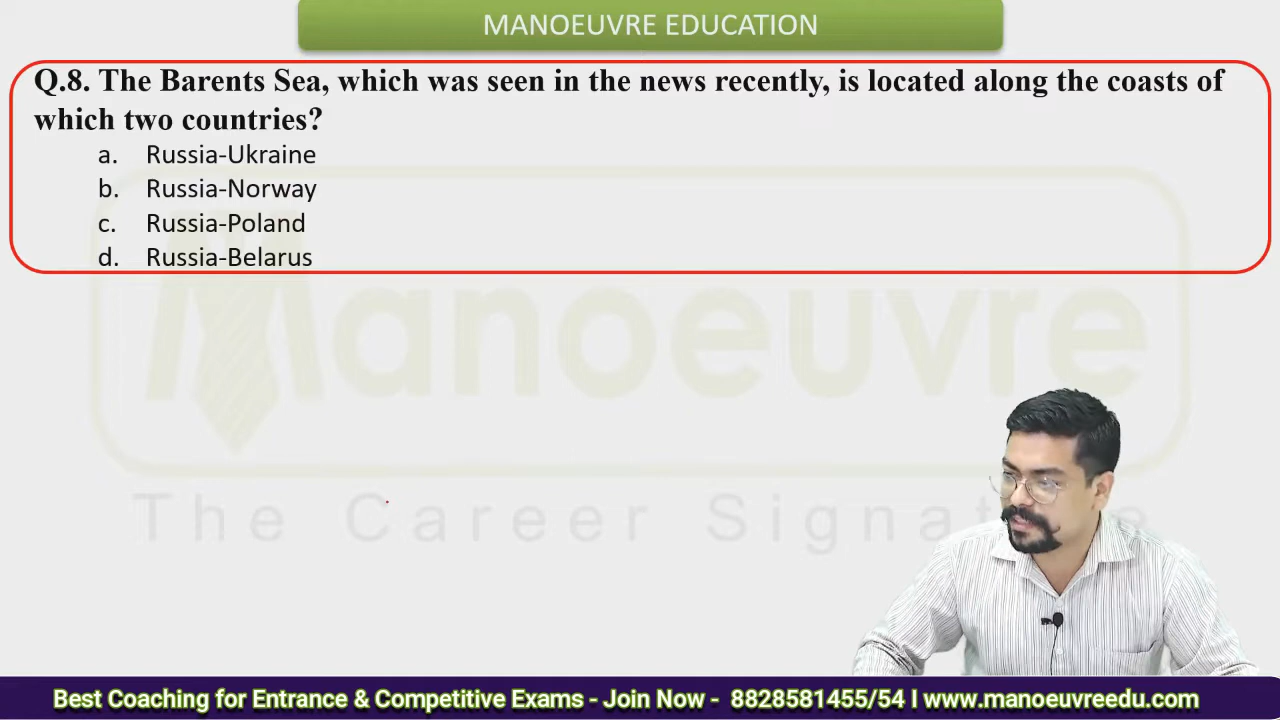 MANOEUVRE EDUCATION
Q.8. The Barents Sea, which was seen in the news recently, is located along the coasts of
which two countries?
a. Russia-Ukraine
b. Russia-Norway
c. Russia-Poland
d. Russia-Belarus
Manoeuvre
The Career Signature
Best Coaching for Entrance & Competitive Exams - Join Now - 8828581455/54 I www.manoeuvreedu.com